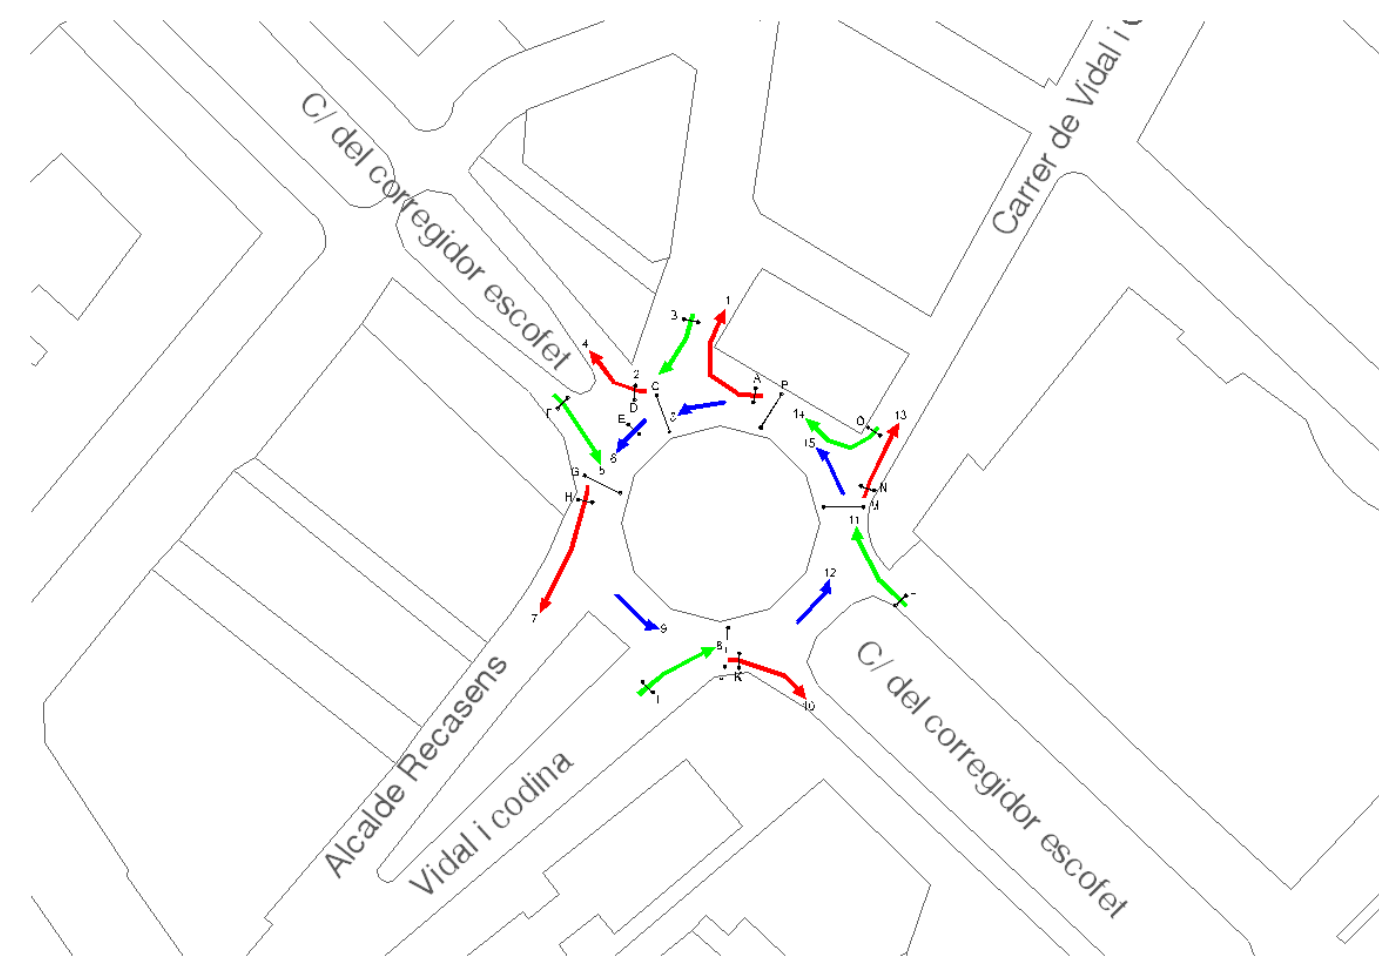 Carrer de Vidal i
C/ del corregidor escofet
1
3
4
2
A
P
C
D
E
14
O
13
15
6
5
G
H
N
M
11
12
7
9
8
K
I
10
C/ del corregidor escofet
Alcalde Recasens
Vidal i codina